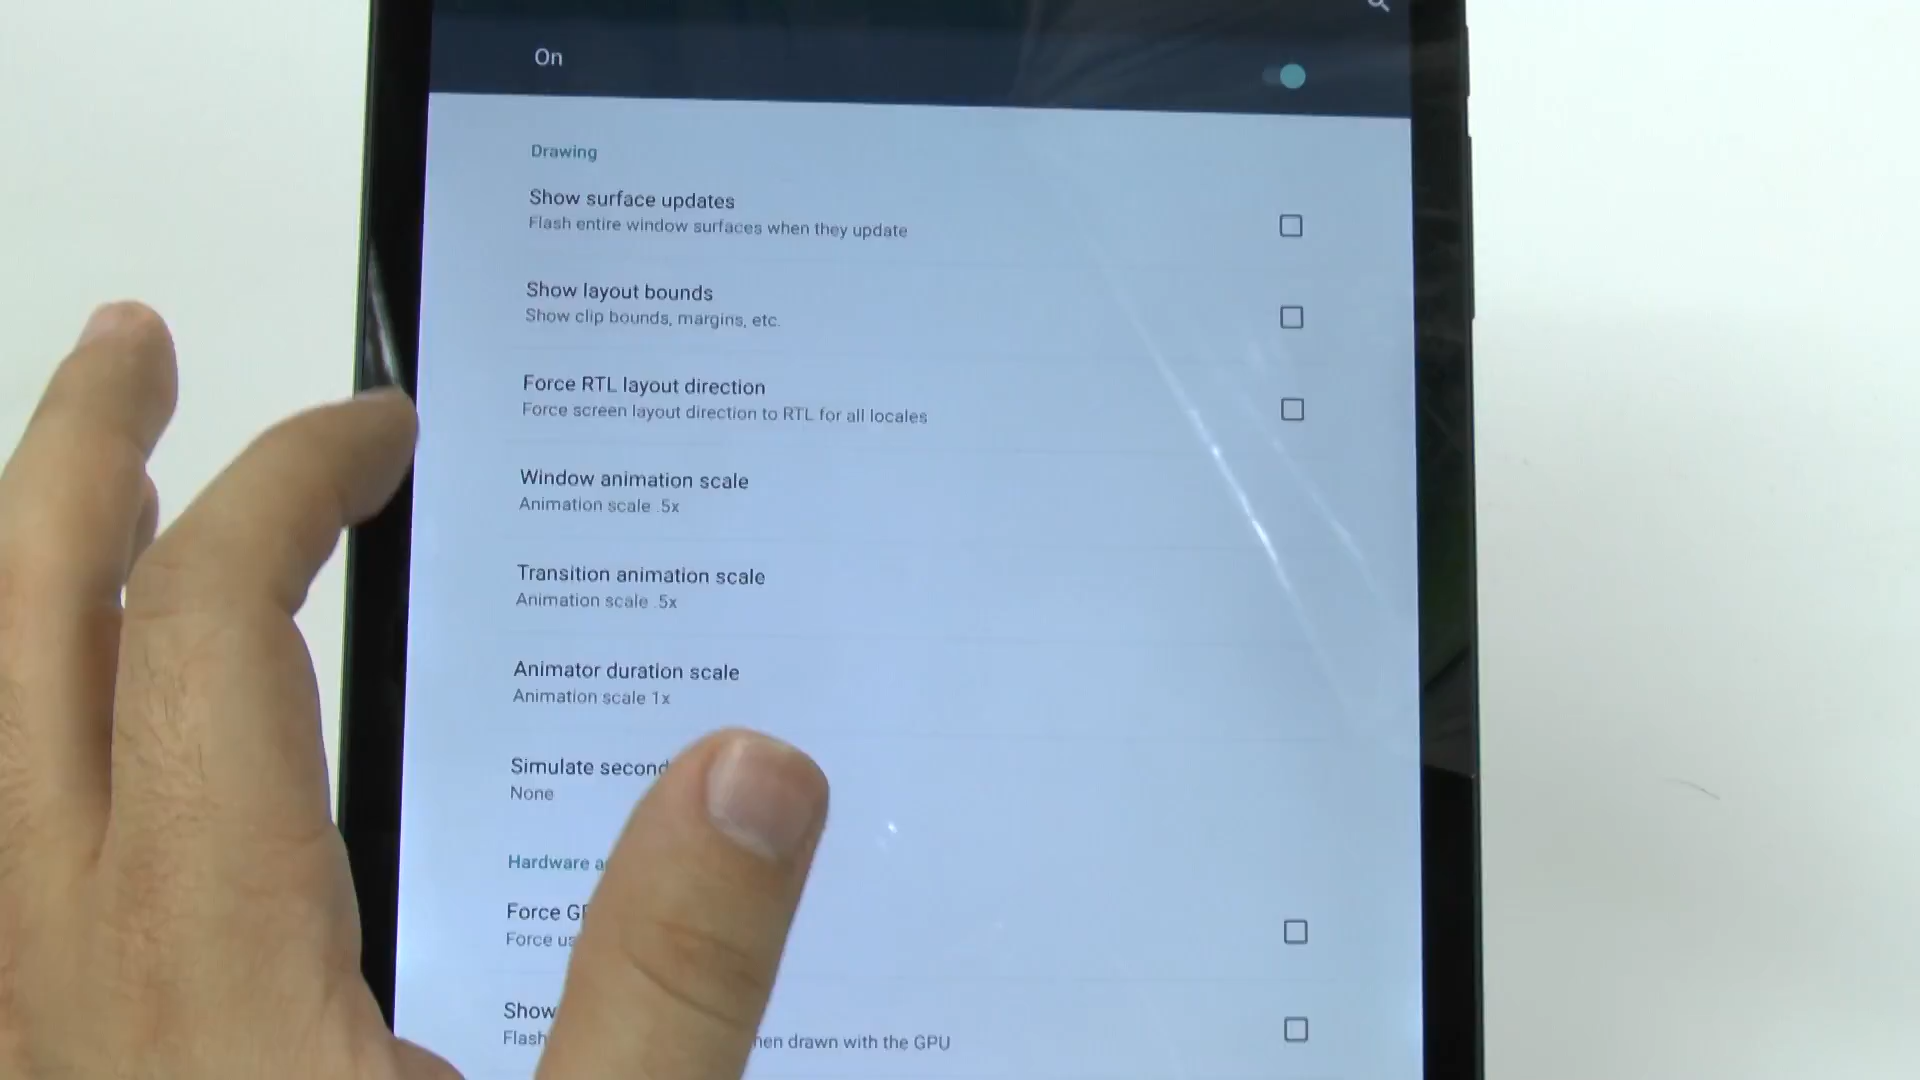 On
Drawing
Show surface updates
Flash entire window surfaces when they update
Show layout bounds
Show clip bounds, margins, etc.
Force RTL layout direction
Force screen layout direction to RTL for all locales
Window animation scale
Animation scale .5x
Transition animation scale
Animation scale .5x
Animator duration scale
Animation scale 1x
Simulate
None
Hardware
Force
Force
Show
Flash drawn with the GPU